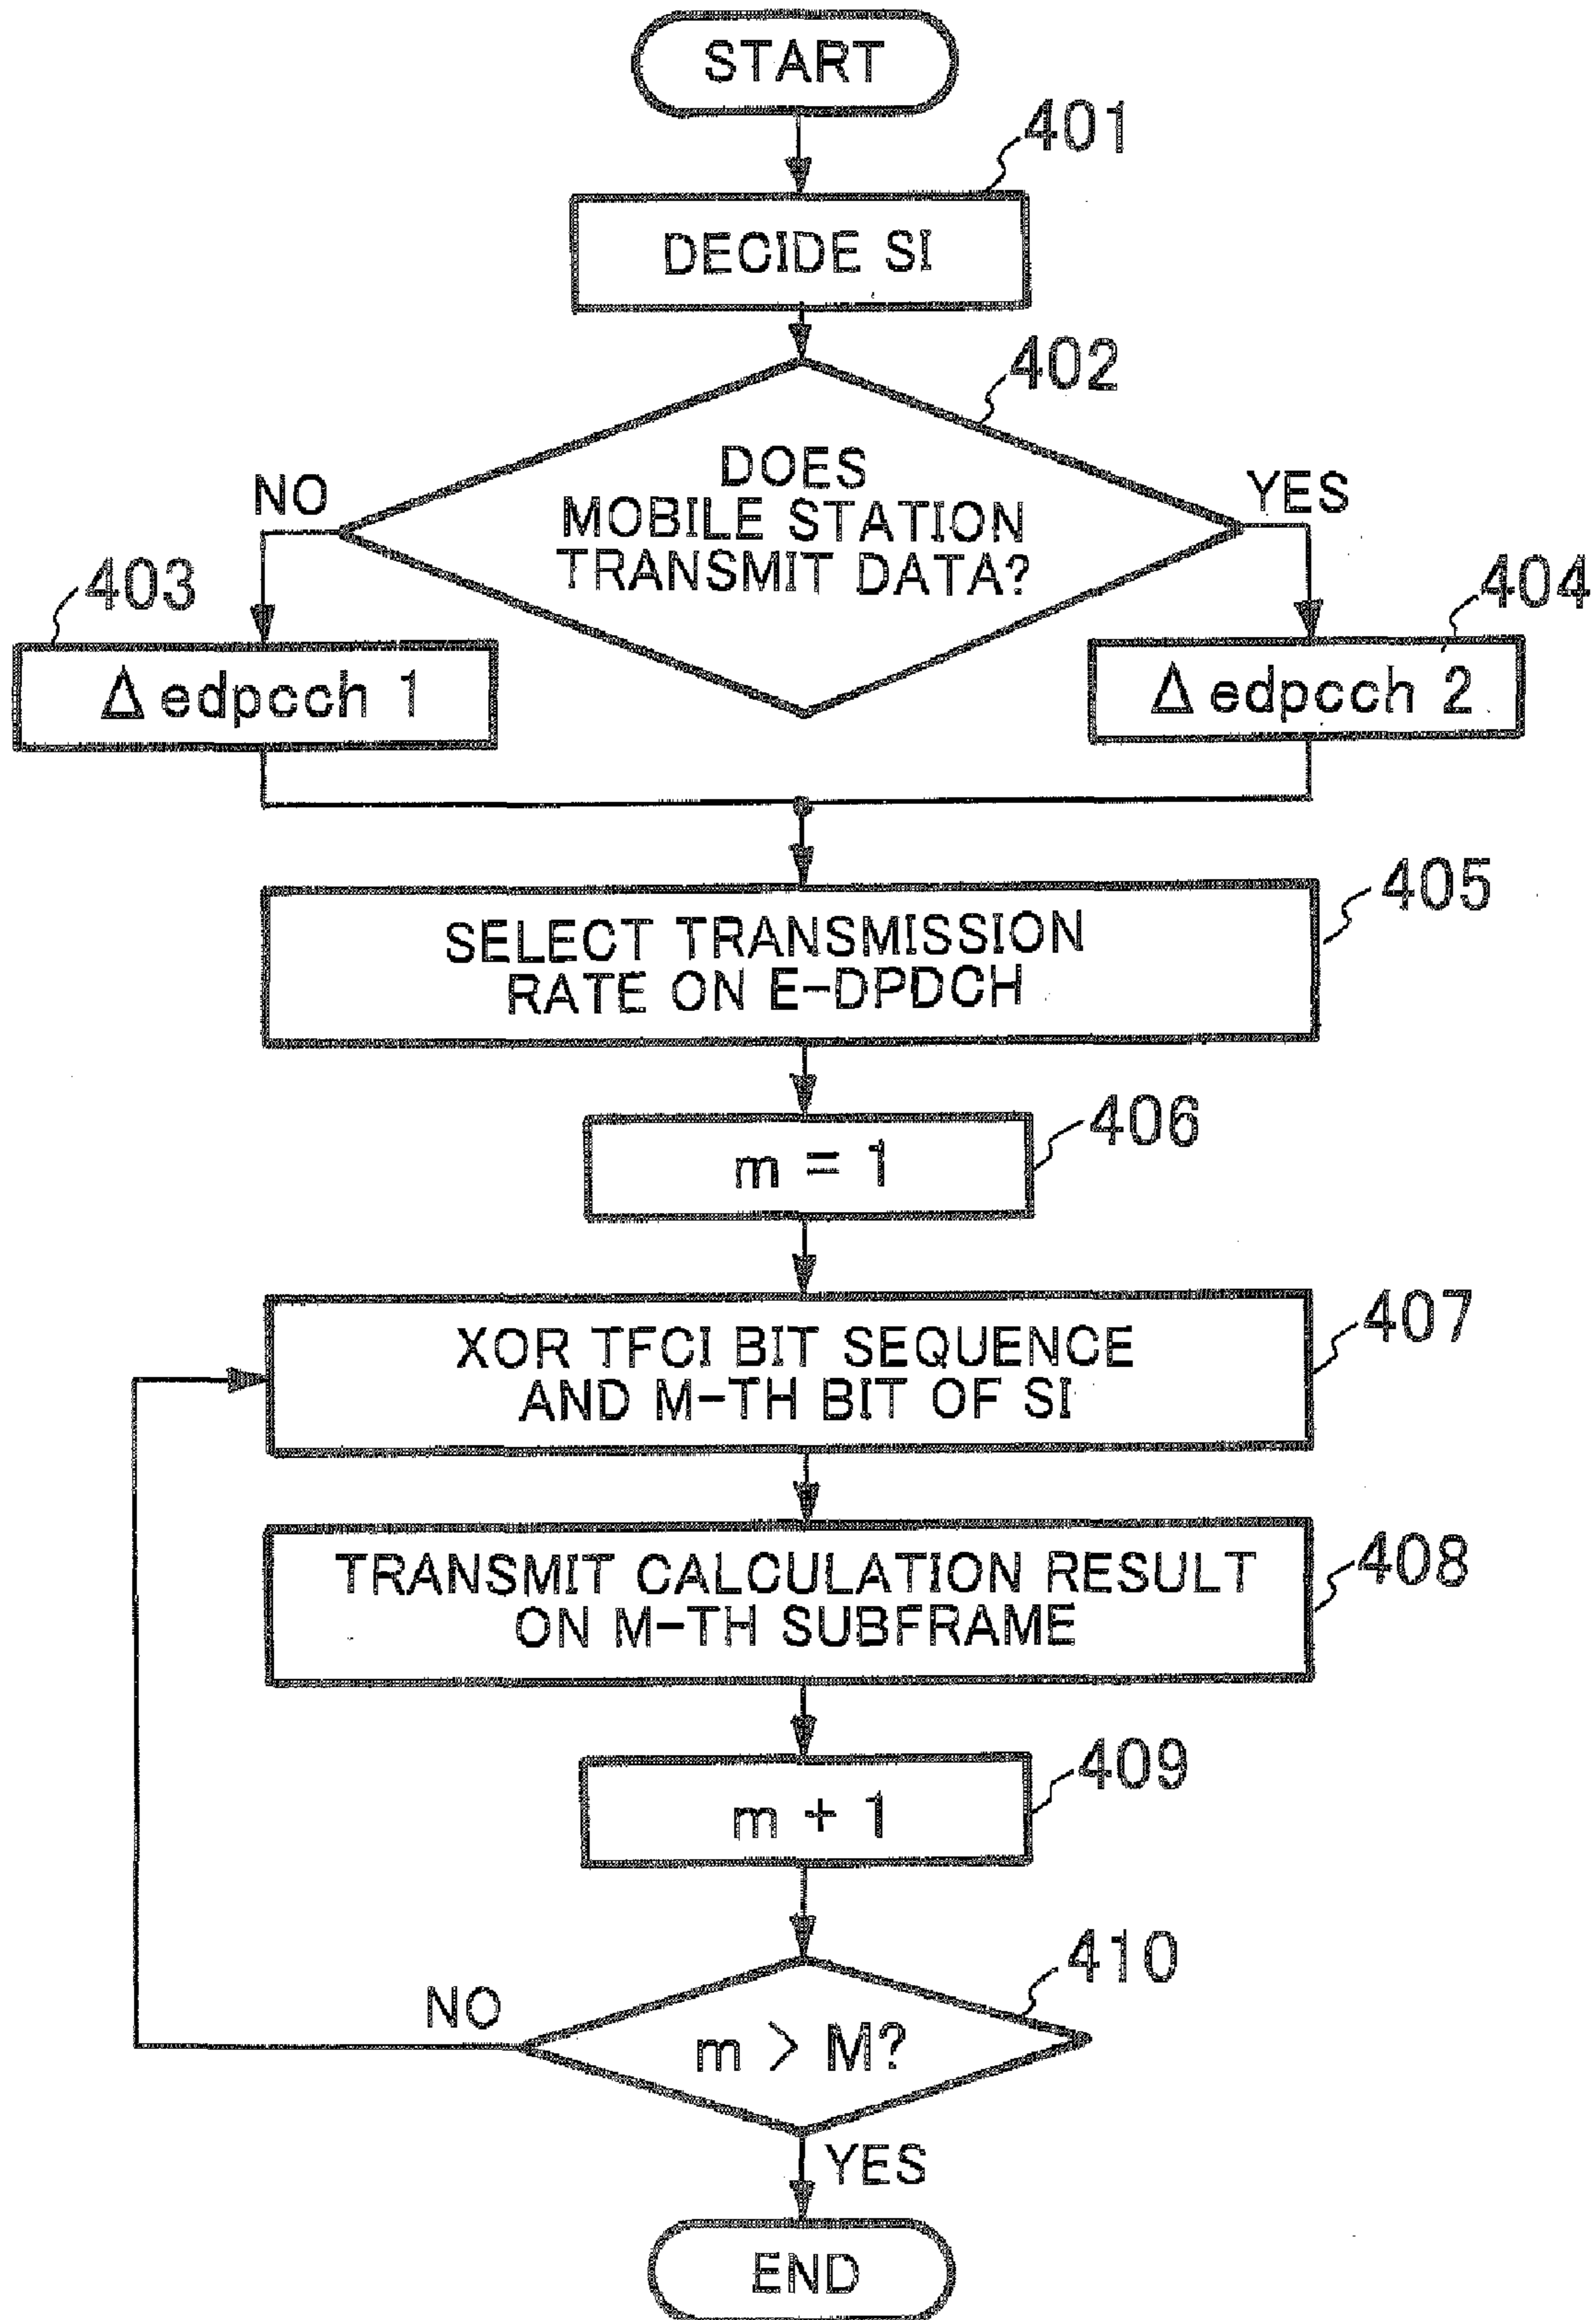 START
401
DECIDE SI
402
DOES
MOBILE STATION
TRANSMIT DATA?
NO
YES
403
Δ edpcch 1
404
Δ edpcch 2
405
SELECT TRANSMISSION
RATE ON E-DPDCH
406
m = 1
407
XOR TFCI BIT SEQUENCE
AND M-TH BIT OF SI
408
TRANSMIT CALCULATION RESULT
ON M-TH SUBFRAME
409
m + 1
410
m > M?
NO
YES
END